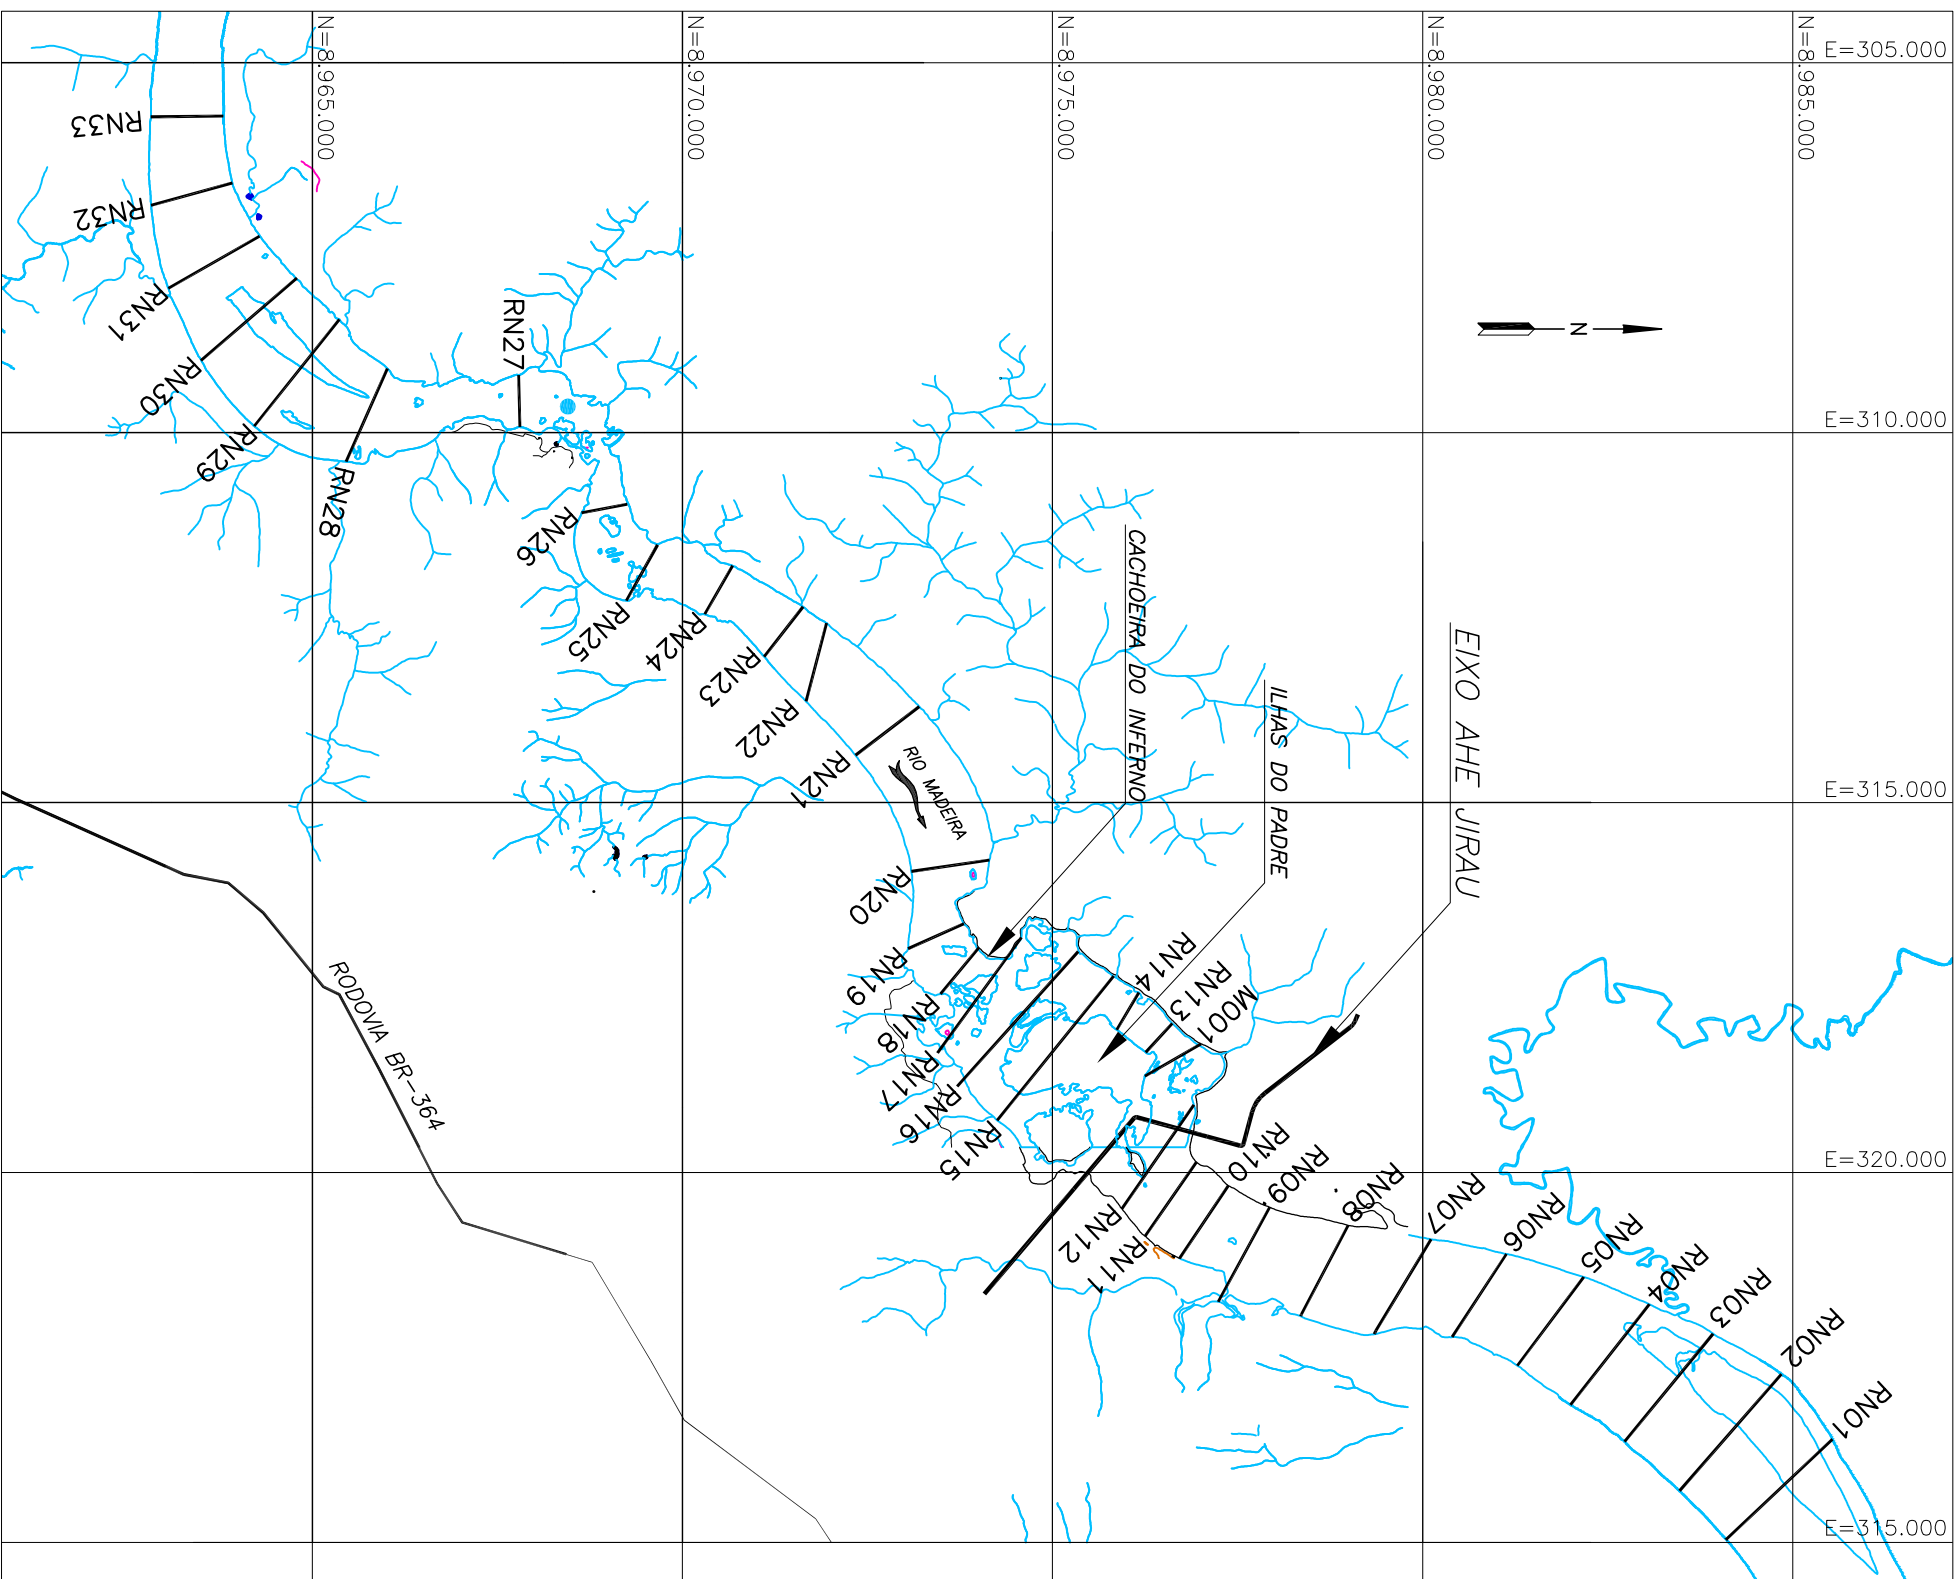 N=8.965.000
N=8.970.000
N=8.975.000
N=8.980.000
N=8.985.000
E=305.000
E=310.000
E=315.000
E=320.000
E=315.000
N
EIXO AHE JIRAU
ILHAS DO PADRE
CACHOEIRA DO INFERNO
RIO MADEIRA
RODOVIA BR-364
RN33
RN32
RN31
RN30
RN29
RN28
RN27
RN26
RN25
RN24
RN23
RN22
RN21
RN20
RN19
RN18
RN17
RN16
RN15
RN14
RN13
M001
RN12
RN11
RN10
RN09
RN08
RN07
RN06
RN05
RN04
RN03
RN02
RN01